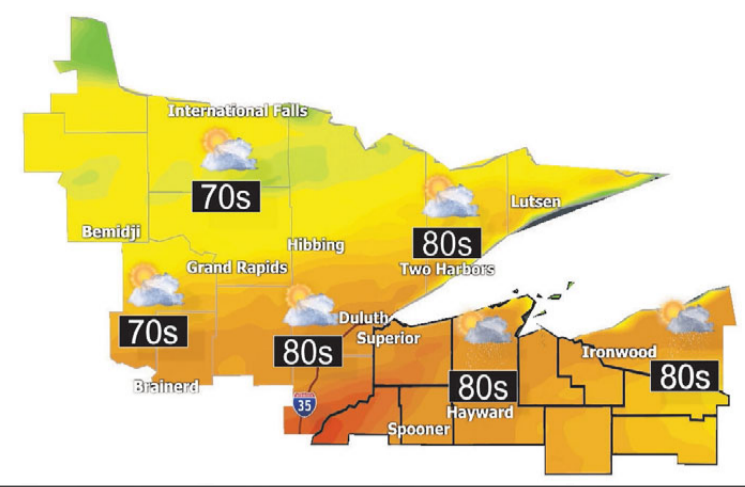 International Falls
70s
Lutsen
Bemidji
80s
Hibbing
Grand Rapids
Two Harbors
70s
Duluth
Superior
80s
Ironwood
80s
80s
Brainerd
35
Hayward
Spooner